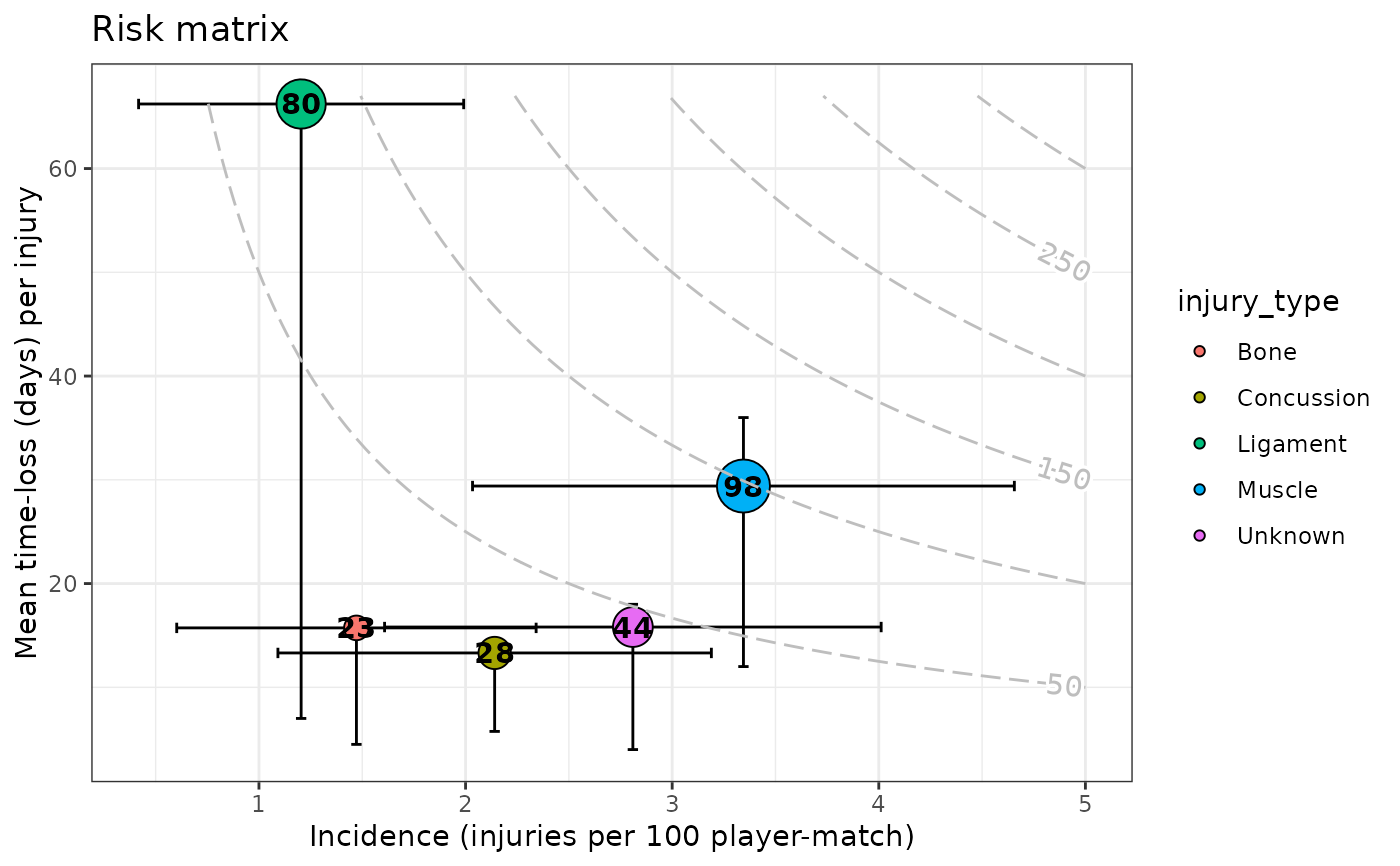 Risk matrix
Mean time-loss (days) per injury
60
40
20
80
250
150
98
23
28
44
50
1 2 3 4 5
Incidence (injuries per 100 player-match)
injury_type
Bone
Concussion
Ligament
Muscle
Unknown